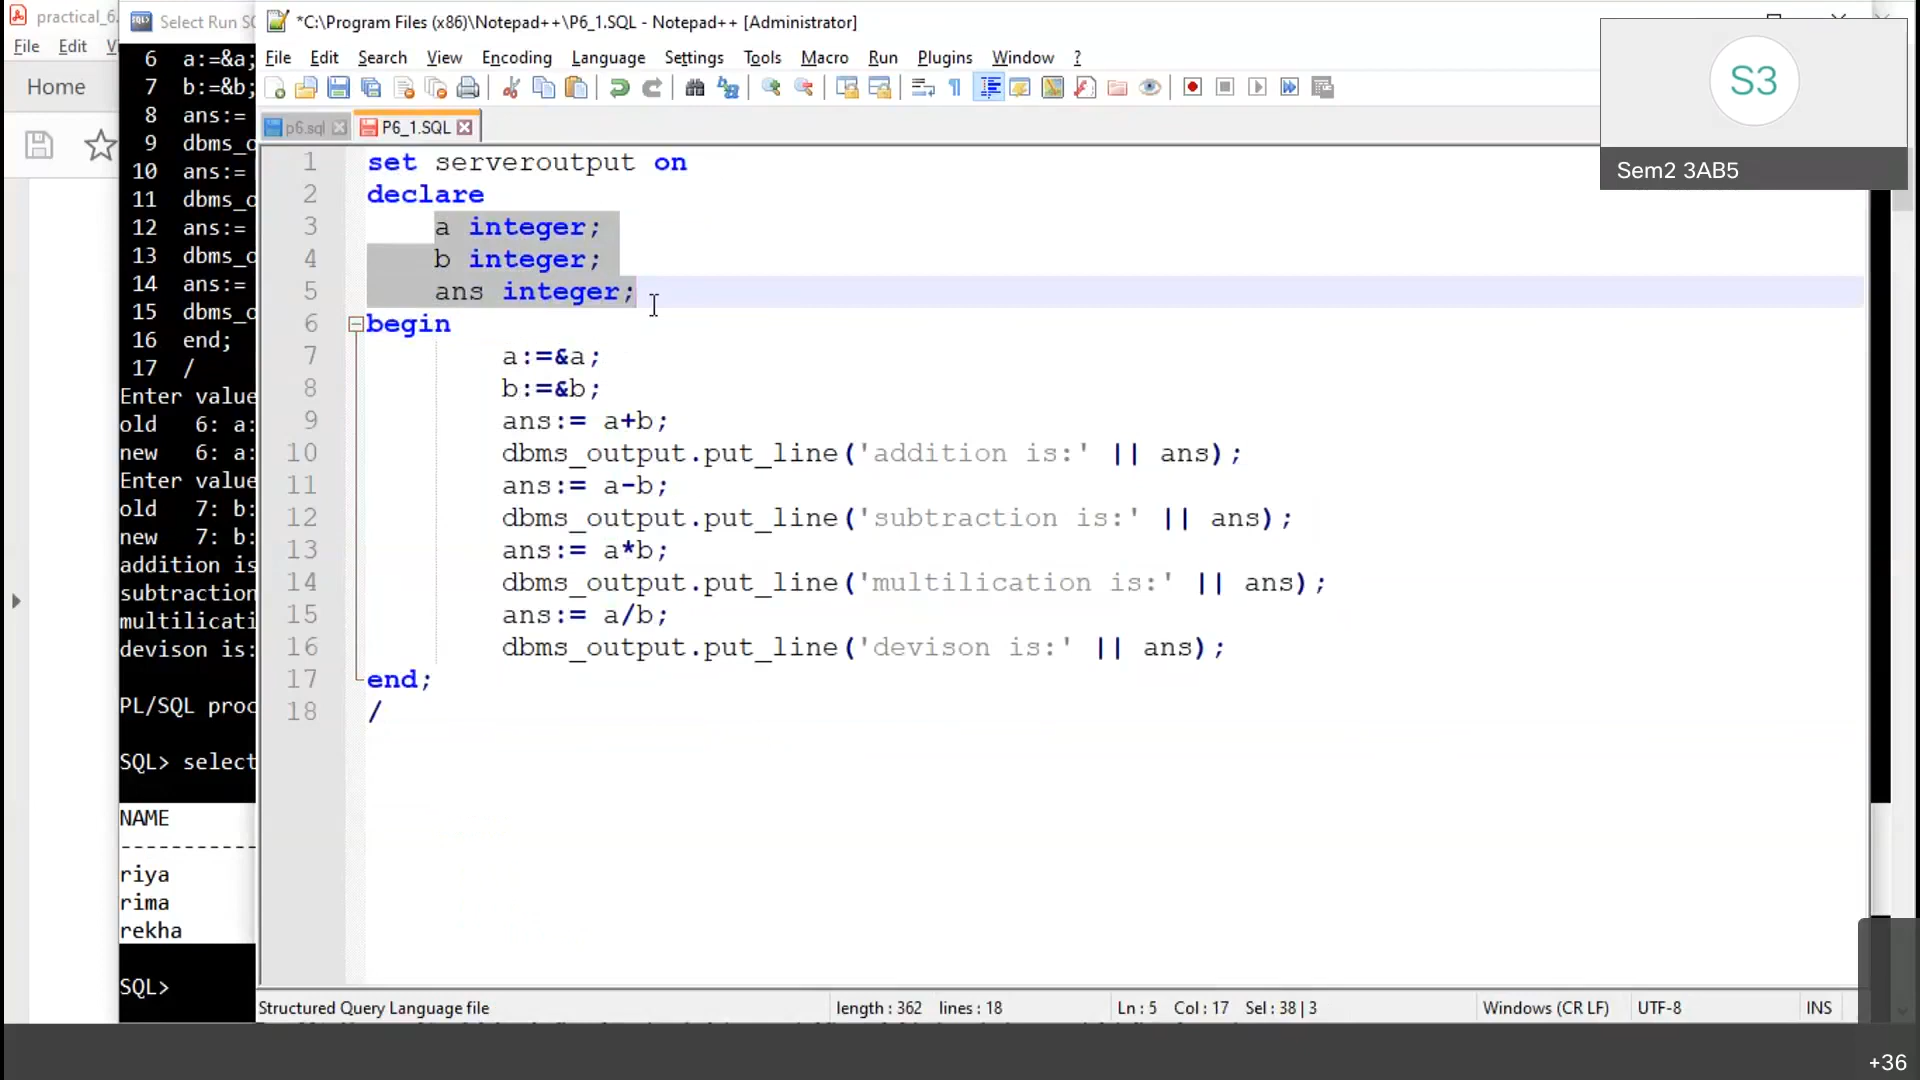 practical_6.
File Edit V
Home
Select Run SQ
6 a:=&a;
7 b:=&b;
8 ans:=
9 dbms_o
10 ans:=
11 dbms_o
12 ans:=
13 dbms_o
14 ans:=
15 dbms_o
16 end;
17 /
Enter value
old 6: a:
new 6: a:
Enter value
old 7: b:
new 7: b:
addition is
subtraction
multilicati
devison is:
PL/SQL proc
SQL> select
NAME
-----------
riya
rima
rekha
SQL>
*C:\Program Files (x86)\Notepad++\P6_1.SQL - Notepad++ [Administrator]
File Edit Search View Encoding Language Settings Tools Macro Run Plugins Window ?
p6.sql P6_1.SQL
1 set serveroutput on
2 declare
3 a integer;
4 b integer;
5 ans integer;
6 begin
7 a:=&a;
8 b:=&b;
9 ans:= a+b;
10 dbms_output.put_line('addition is:' || ans);
11 ans:= a-b;
12 dbms_output.put_line('subtraction is:' || ans);
13 ans:= a*b;
14 dbms_output.put_line('multilication is:' || ans);
15 ans:= a/b;
16 dbms_output.put_line('devison is:' || ans);
17 end;
18 /
Structured Query Language file length : 362 lines : 18 Ln : 5 Col : 17 Sel : 38 | 3 Windows (CR LF) UTF-8 INS
S3
Sem2 3AB5
+36